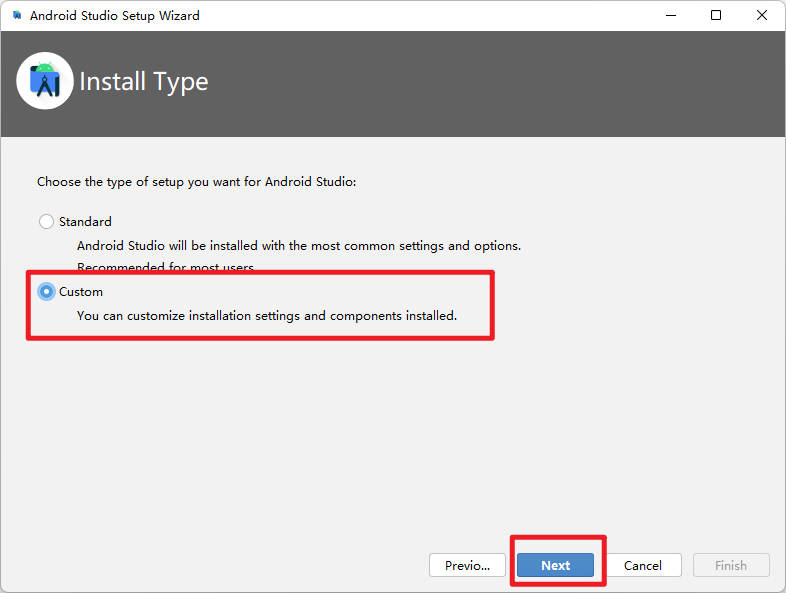 Android Studio Setup Wizard
Install Type
Choose the type of setup you want for Android Studio:
Standard
Android Studio will be installed with the most common settings and options.
Recommended for most users.
Custom
You can customize installation settings and components installed.
Previo...
Next
Cancel
Finish